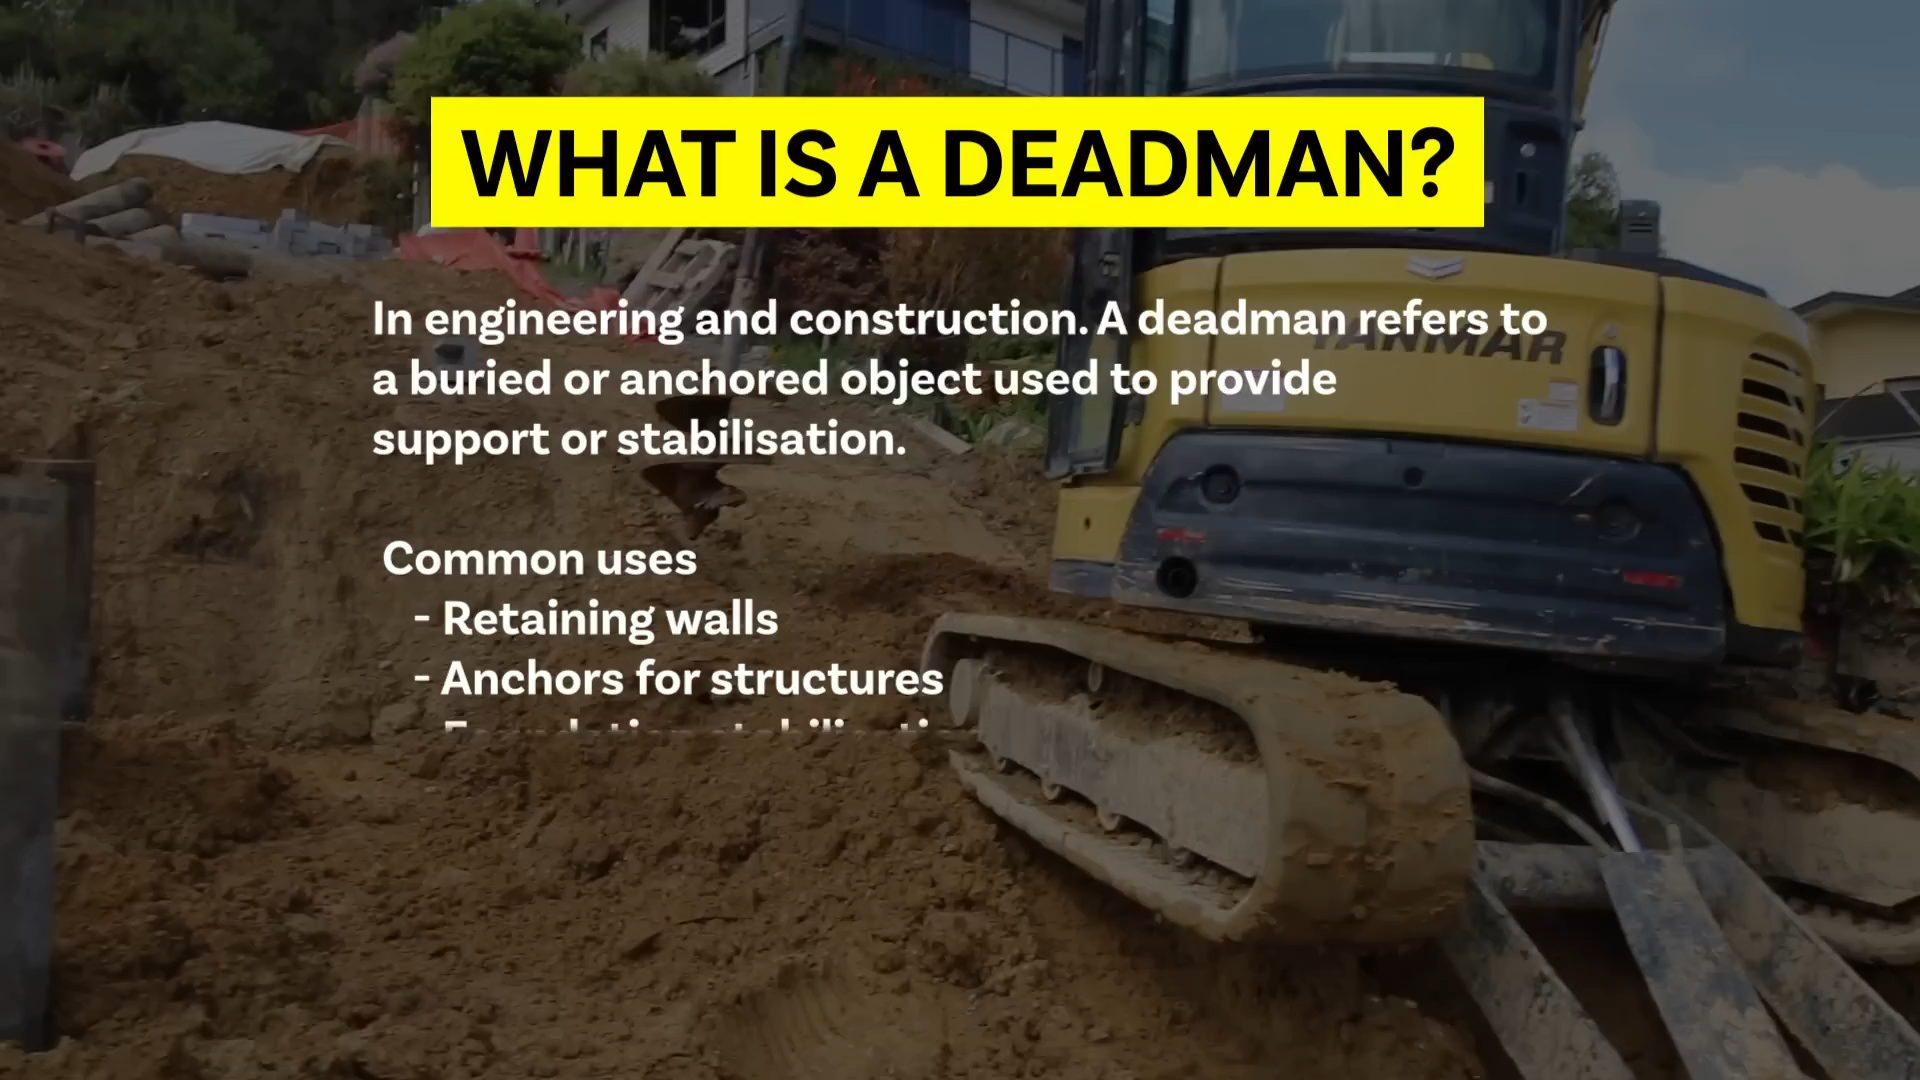 WHAT IS A DEADMAN?
In engineering and construction. A deadman refers to
a buried or anchored object used to provide
support or stabilisation.
YANMAR
Common uses
- Retaining walls
- Anchors for structures